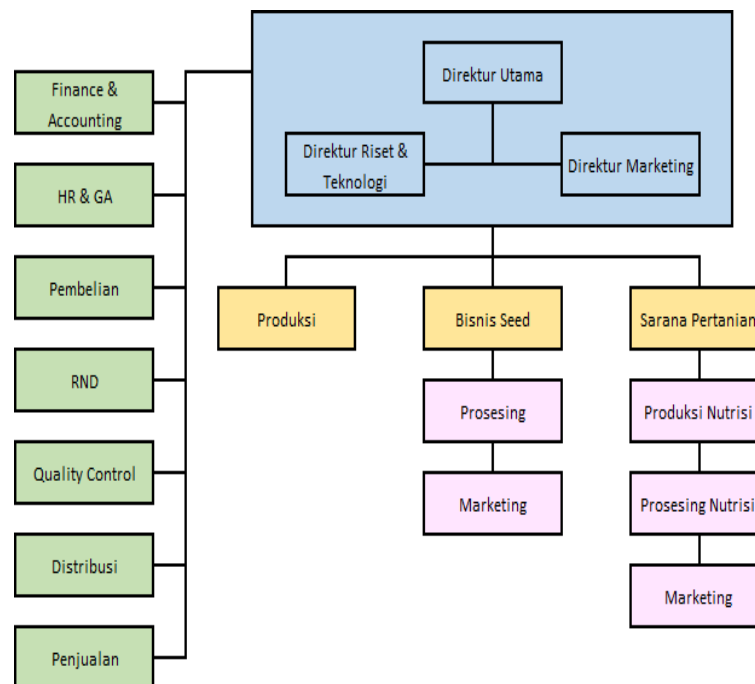 Direktur Utama
Direktur Riset &
Teknologi
Direktur Marketing
Finance &
Accounting
HR & GA
Pembelian
RND
Quality Control
Distribusi
Penjualan
Produksi
Bisnis Seed
Sarana Pertanian
Prosesing
Marketing
Produksi Nutrisi
Prosesing Nutrisi
Marketing